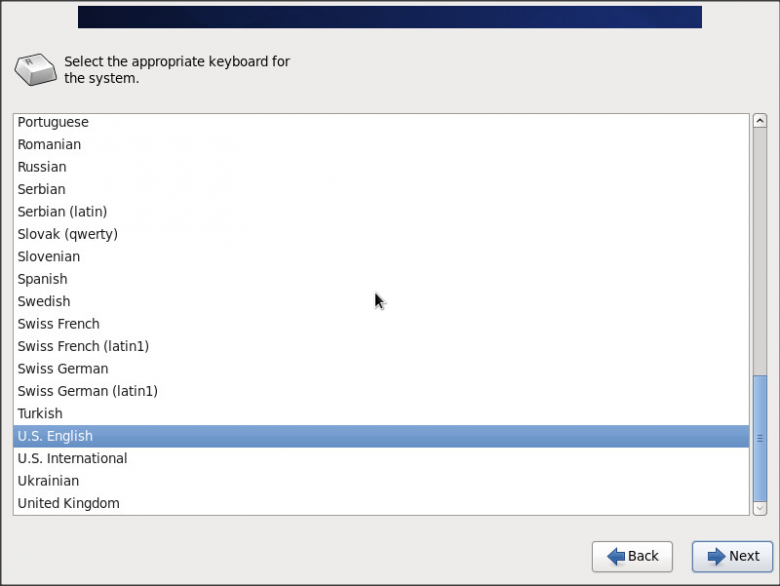 Select the appropriate keyboard for
the system.
Portuguese
Romanian
Russian
Serbian
Serbian (latin)
Slovak (qwerty)
Slovenian
Spanish
Swedish
Swiss French
Swiss French (latin1)
Swiss German
Swiss German (latin1)
Turkish
U.S. English
U.S. International
Ukrainian
United Kingdom
Back Next